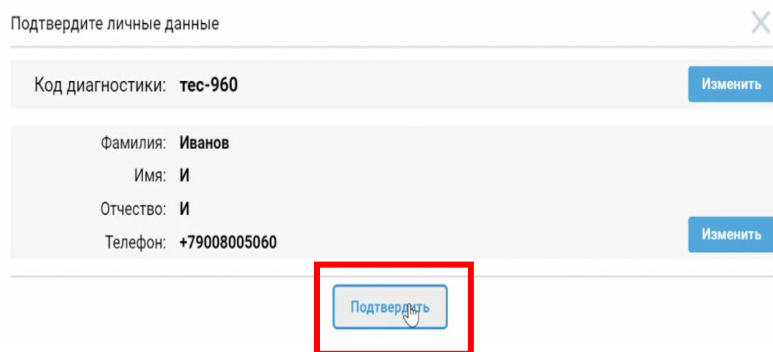 Подтвердите личные данные
Код диагностики: тес-960 Изменить
Фамилия: Иванов
Имя: И
Отчество: И
Телефон: +79008005060 Изменить
Подтвердить